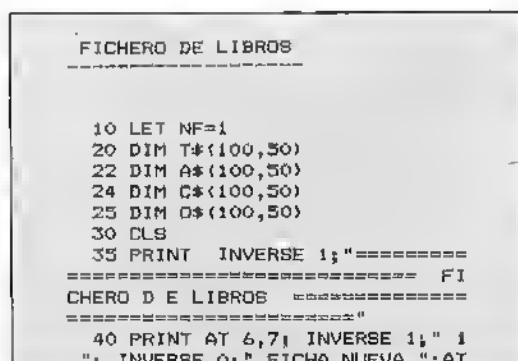 FICHERO DE LIBROS
-----------------------
10 LET NF=1
20 DIM T$(100,50)
22 DIM A$(100,50)
24 DIM C$(100,50)
25 DIM O$(100,50)
30 CLS
35 PRINT  INVERSE 1;"=========
=============================  FI
CHERO D E LIBROS  ============
======================"
40 PRINT AT 6,7; INVERSE 1;" 1
"; INVERSE 0;" FICHA NUEVA ";AT